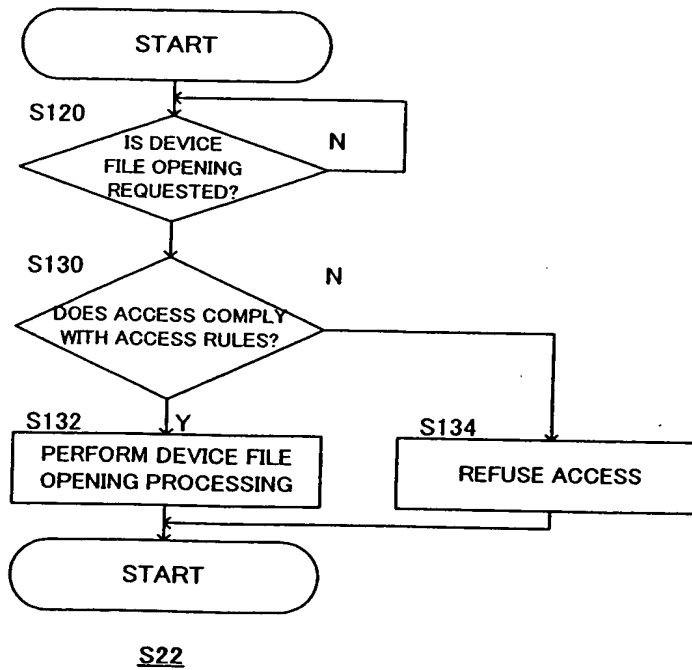 START
S120
IS DEVICE
FILE OPENING
REQUESTED?
N
S130
N
DOES ACCESS COMPLY
WITH ACCESS RULES?
S132
Y
PERFORM DEVICE FILE
OPENING PROCESSING
S134
REFUSE ACCESS
START
S22